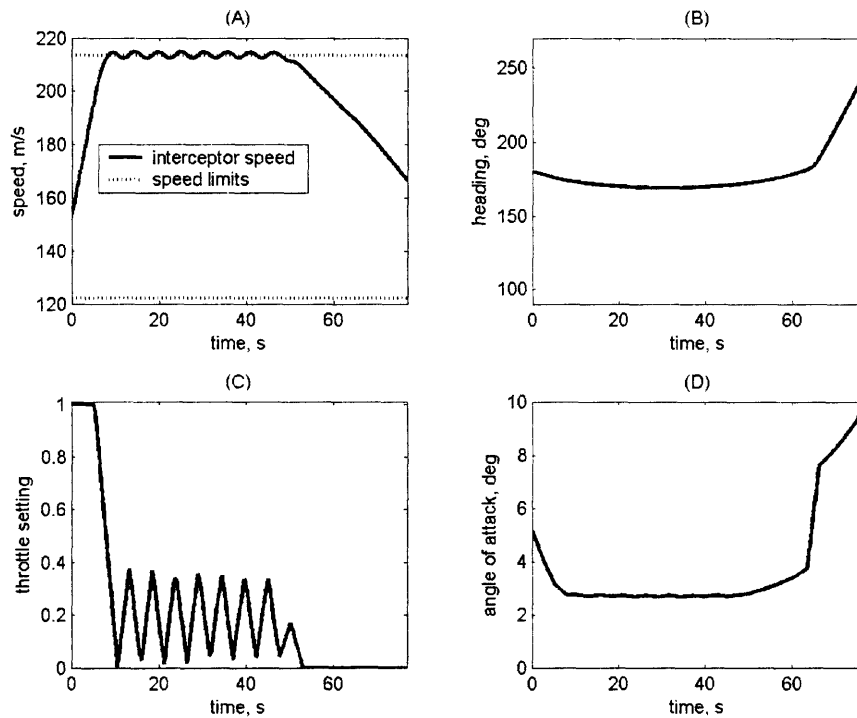 (A)
220
200
180
160
140
120
speed, m/s
interceptor speed
speed limits
0
20
40
60
time, s
(B)
250
200
150
100
heading, deg
0
20
40
60
time, s
(C)
1
0.8
0.6
0.4
0.2
0
throttle setting
0
20
40
60
time, s
(D)
10
8
6
4
2
0
angle of attack, deg
0
20
40
60
time, s